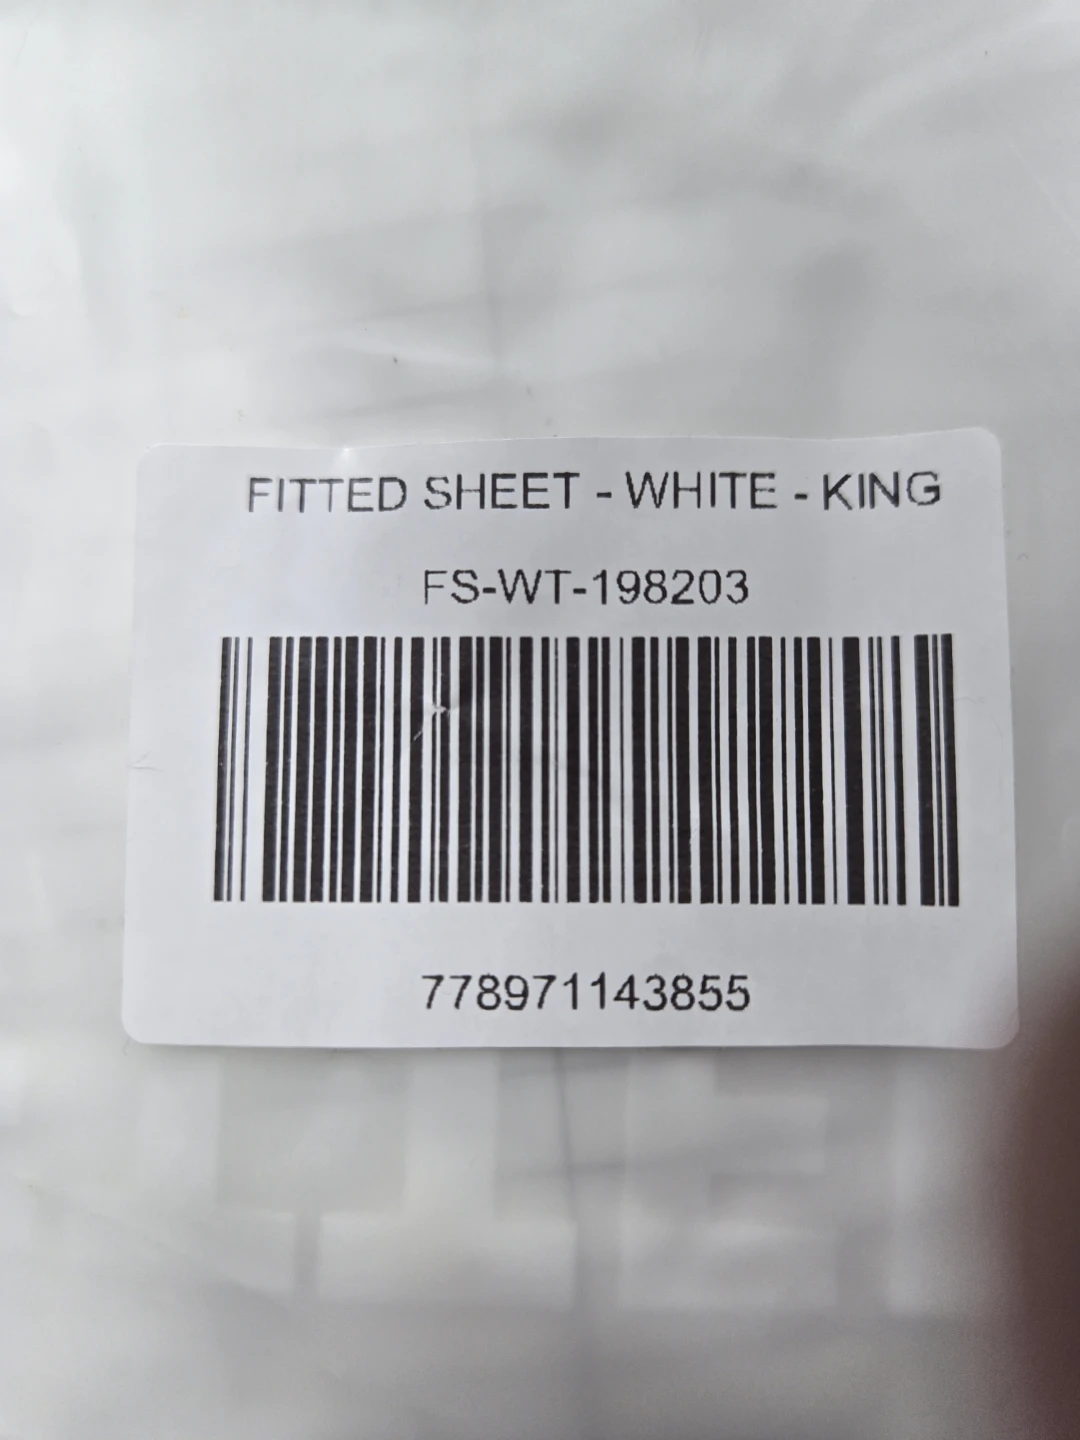 FITTED SHEET - WHITE - KING
FS-WT-198203
778971143855